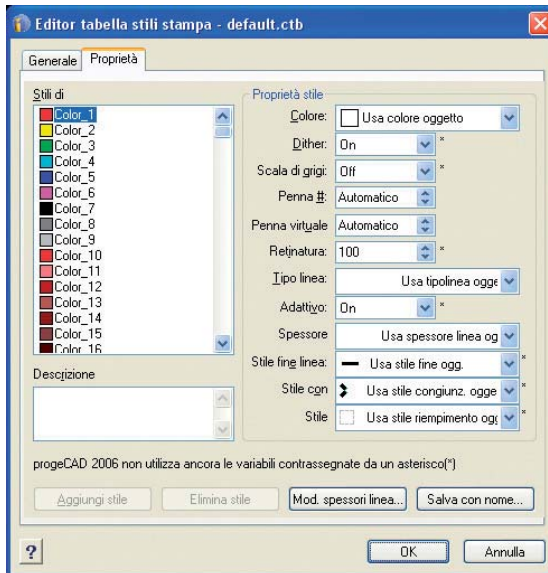 Editor tabella stili stampa - default.ctb
Generale Proprietà
Stili di
Color_1
Color_2
Color_3
Color_4
Color_5
Color_6
Color_7
Color_8
Color_9
Color_10
Color_11
Color_12
Color_13
Color_14
Color_15
Color_16
Descrizione
Proprietà stile
Colore: Usa colore oggetto
Dither: On *
Scala di grigi: Off *
Penna #: Automatico
Penna virtuale Automatico
Retinatura: 100 *
Tipo linea: Usa tipolinea ogge
Adattivo: On *
Spessore Usa spessore linea og
Stile fine linea: Usa stile fine ogg. *
Stile con Usa stile congiunz. ogge *
Stile Usa stile riempimento ogg *
progeCAD 2006 non utilizza ancora le variabili contrassegnate da un asterisco(*)
Aggiungi stile Elimina stile Mod. spessori linea... Salva con nome...
? OK Annulla